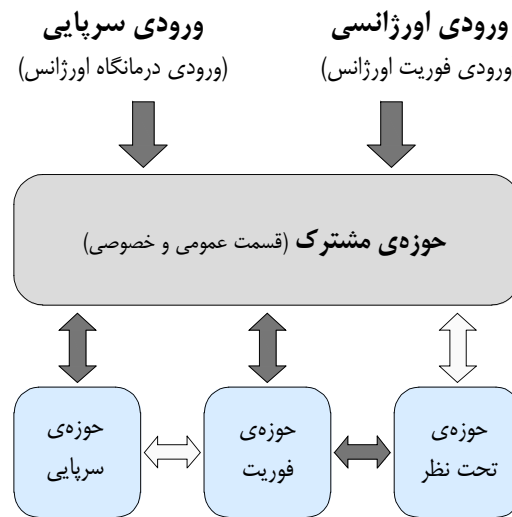 ورودی اورژانسی
ورودی فوریت اورژانس)
ورودی سرپایی
(ورودی درمانگاه اورژانس)
حوزه‌ی مشترک (قسمت عمومی و خصوصی)
حوزه‌ی
تحت نظر
حوزه‌ی
فوریت
حوزه‌ی
سرپایی